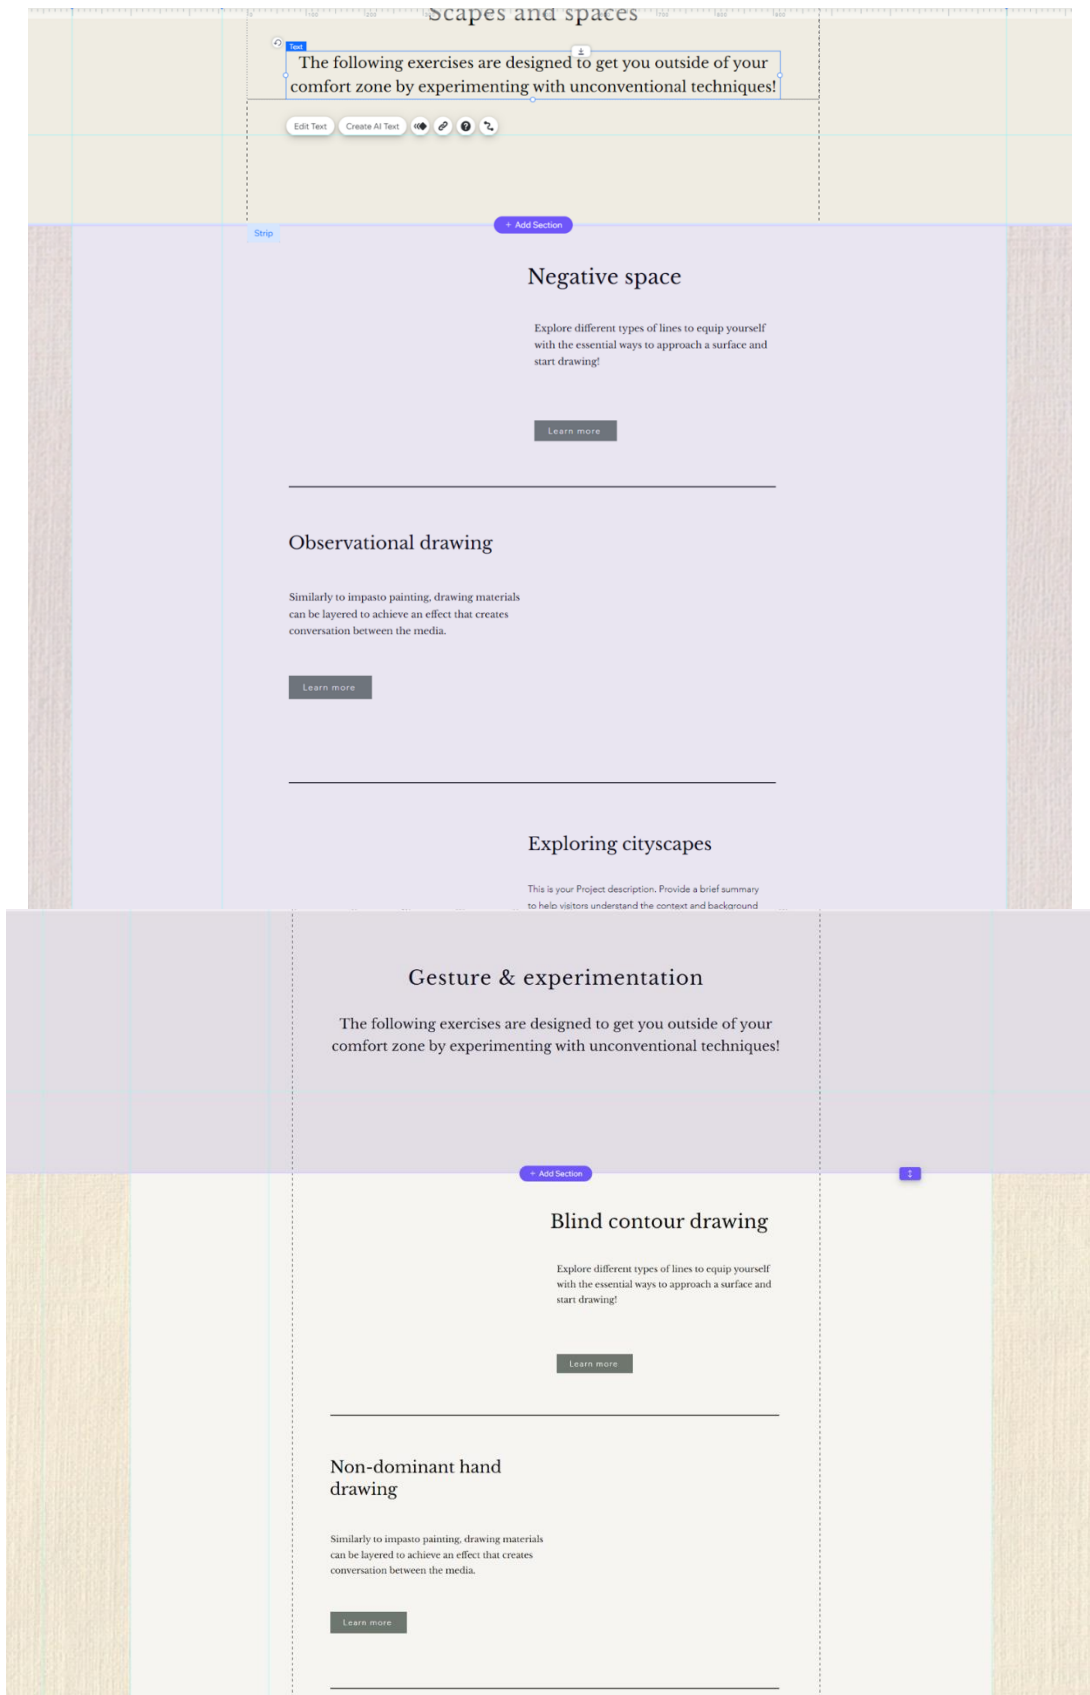 Scapes and spaces
Text
The following exercises are designed to get you outside of your
comfort zone by experimenting with unconventional techniques!
Edit Text
Create AI Text
+ Add Section
Strip
Negative space
Explore different types of lines to equip yourself
with the essential ways to approach a surface and
start drawing!
Learn more
Observational drawing
Similarly to impasto painting, drawing materials
can be layered to achieve an effect that creates
conversation between the media.
Learn more
Exploring cityscapes
This is your Project description. Provide a brief summary
to help visitors understand the context and background
Gesture & experimentation
The following exercises are designed to get you outside of your
comfort zone by experimenting with unconventional techniques!
+ Add Section
Blind contour drawing
Explore different types of lines to equip yourself
with the essential ways to approach a surface and
start drawing!
Learn more
Non-dominant hand
drawing
Similarly to impasto painting, drawing materials
can be layered to achieve an effect that creates
conversation between the media.
Learn more